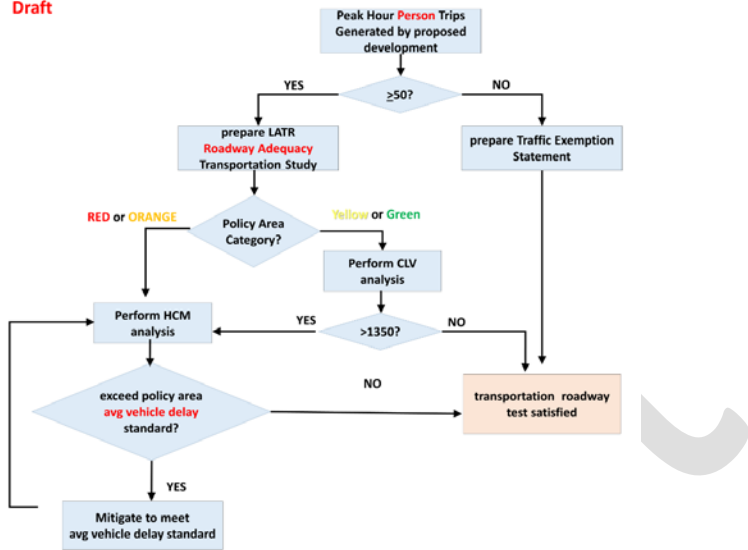 Draft
Peak Hour Person Trips
Generated by proposed
development
YES
≥50?
NO
prepare LATR
Roadway Adequacy
Transportation Study
prepare Traffic Exemption
Statement
RED or ORANGE
Policy Area
Category?
Yellow or Green
Perform CLV
analysis
Perform HCM
analysis
YES
>1350?
NO
exceed policy area
avg vehicle delay
standard?
NO
transportation roadway
test satisfied
YES
Mitigate to meet
avg vehicle delay standard